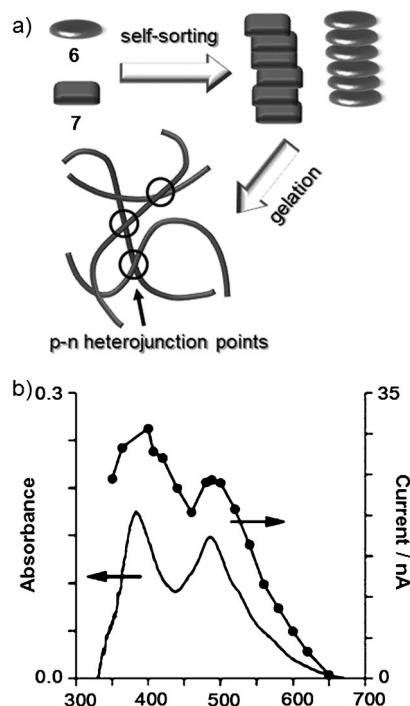 a)
6
self-sorting
7
gelation
p-n heterojunction points
b)
0.3
35
Absorbance
Current / nA
0.0
0
300 400 500 600 700